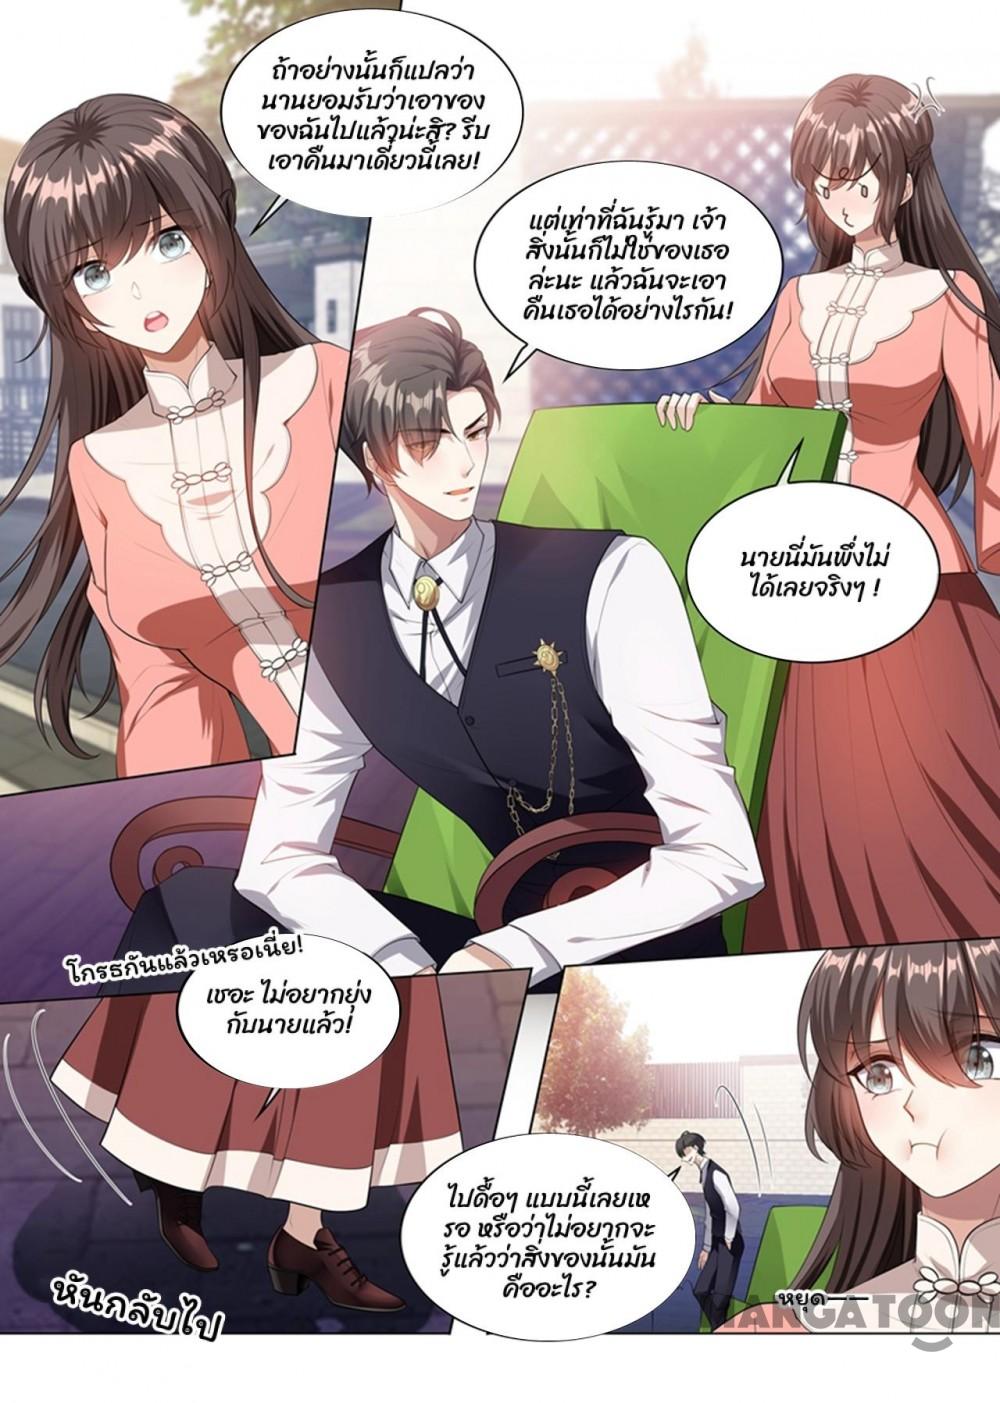 ถ้าอย่างนั้นก็แปลว่า
นานยอมรับว่าเอาของ
ของฉันไปแล้วน่ะสิ? รีบ
เอาคืนมาเดี๋ยวนี้เลย!
แต่เท่าที่ฉันรู้มา เจ้า
สิ่งนั้นก็ไม่ใช่ของเธอ
ล่ะนะ แล้วฉันจะเอา
คืนเธอได้อย่างไรกัน!
นายนี่มันพึ่งไม่
ได้เลยจริงๆ !
โกรธกันแล้วเหรอเนี่ย!
เชอะ ไม่อยากยุ่ง
กับนายแล้ว!
ไปดื้อๆ แบบนี้เลยเห
รอ หรือว่าไม่อยากจะ
รู้แล้วว่าสิ่งของนั้นมัน
คืออะไร?
หันกลับไป
หยุด——
MANGATOON